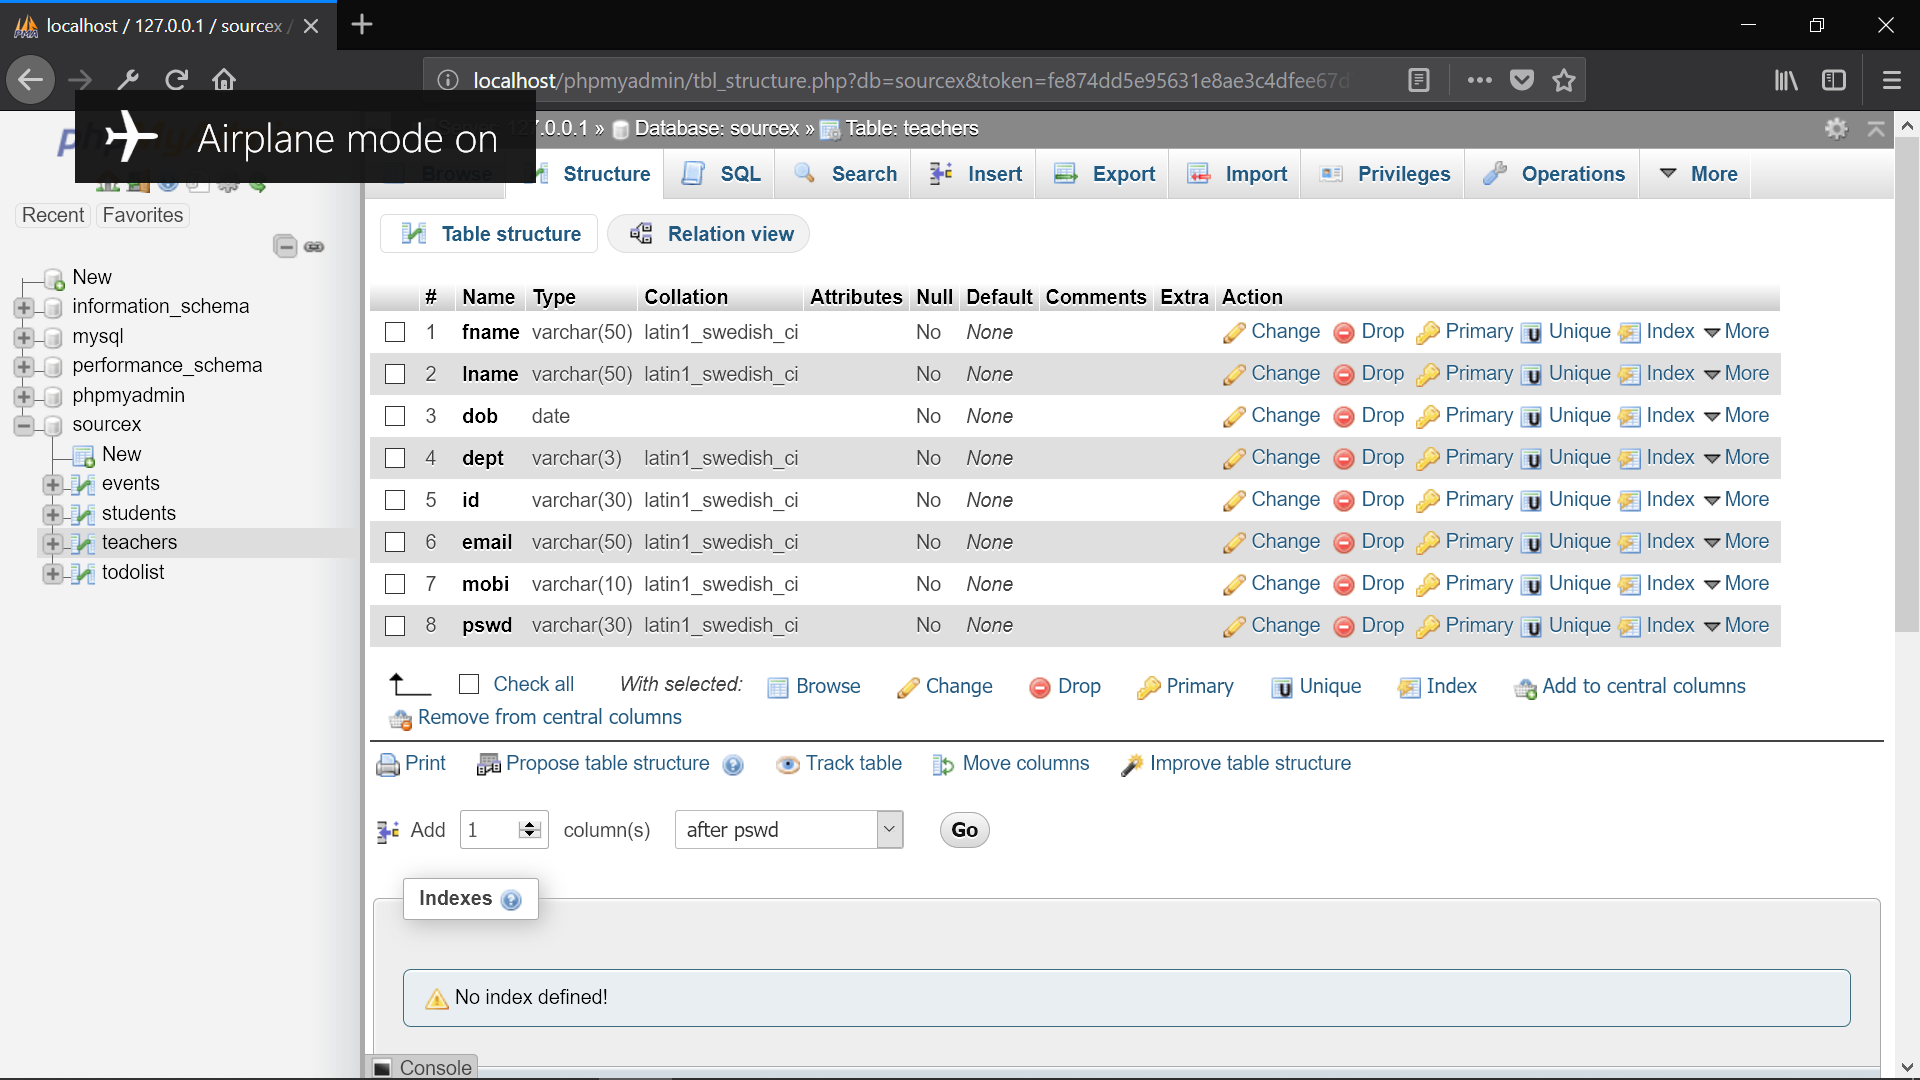 localhost / 127.0.0.1 / sourcex /
localhost/phpmyadmin/tbl_structure.php?db=sourcex&token=fe874dd5e95631e8ae3c4dfee67d
Airplane mode on
.0.0.1 » Database: sourcex » Table: teachers
Browse Structure SQL Search Insert Export Import Privileges Operations More
Recent Favorites
New
information_schema
mysql
performance_schema
phpmyadmin
sourcex
New
events
students
teachers
todolist
Table structure Relation view
# Name Type Collation Attributes Null Default Comments Extra Action
1 fname varchar(50) latin1_swedish_ci No None Change Drop Primary Unique Index More
2 lname varchar(50) latin1_swedish_ci No None Change Drop Primary Unique Index More
3 dob date No None Change Drop Primary Unique Index More
4 dept varchar(3) latin1_swedish_ci No None Change Drop Primary Unique Index More
5 id varchar(30) latin1_swedish_ci No None Change Drop Primary Unique Index More
6 email varchar(50) latin1_swedish_ci No None Change Drop Primary Unique Index More
7 mobi varchar(10) latin1_swedish_ci No None Change Drop Primary Unique Index More
8 pswd varchar(30) latin1_swedish_ci No None Change Drop Primary Unique Index More
Check all With selected: Browse Change Drop Primary Unique Index Add to central columns
Remove from central columns
Print Propose table structure Track table Move columns Improve table structure
Add 1 column(s) after pswd Go
Indexes
No index defined!
Console